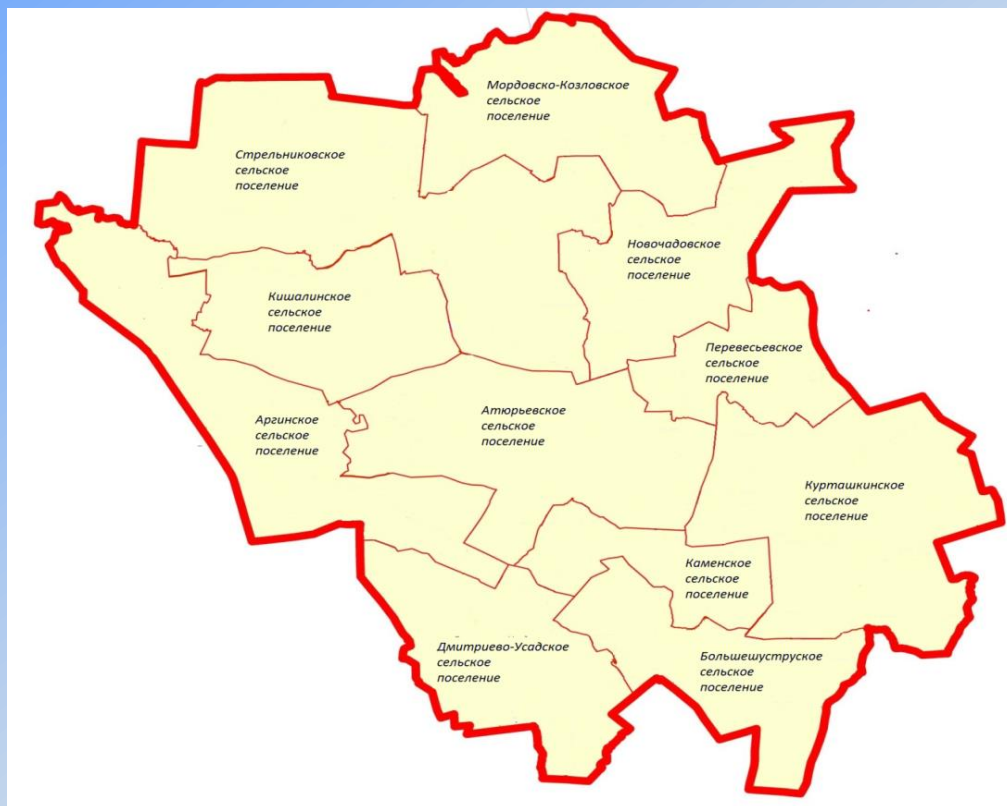 Мордовско-Козловское
сельское
поселение
Стрельниковское
сельское
поселение
Новочадовское
сельское
поселение
Кишалинское
сельское
поселение
Перевесьевское
сельское
поселение
Аргинское
сельское
поселение
Атюрьевское
сельское
поселение
Курташкинское
сельское
поселение
Каменское
сельское
поселение
Дмитриево-Усадское
сельское
поселение
Большешуструское
сельское
поселение